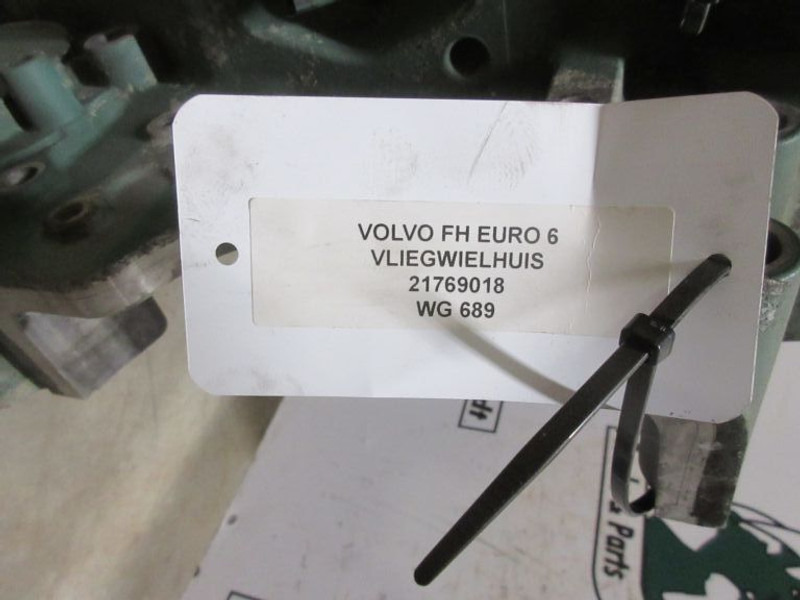 VOLVO FH EURO 6
VLIEGWIELHUIS
21769018
WG 689
Parts